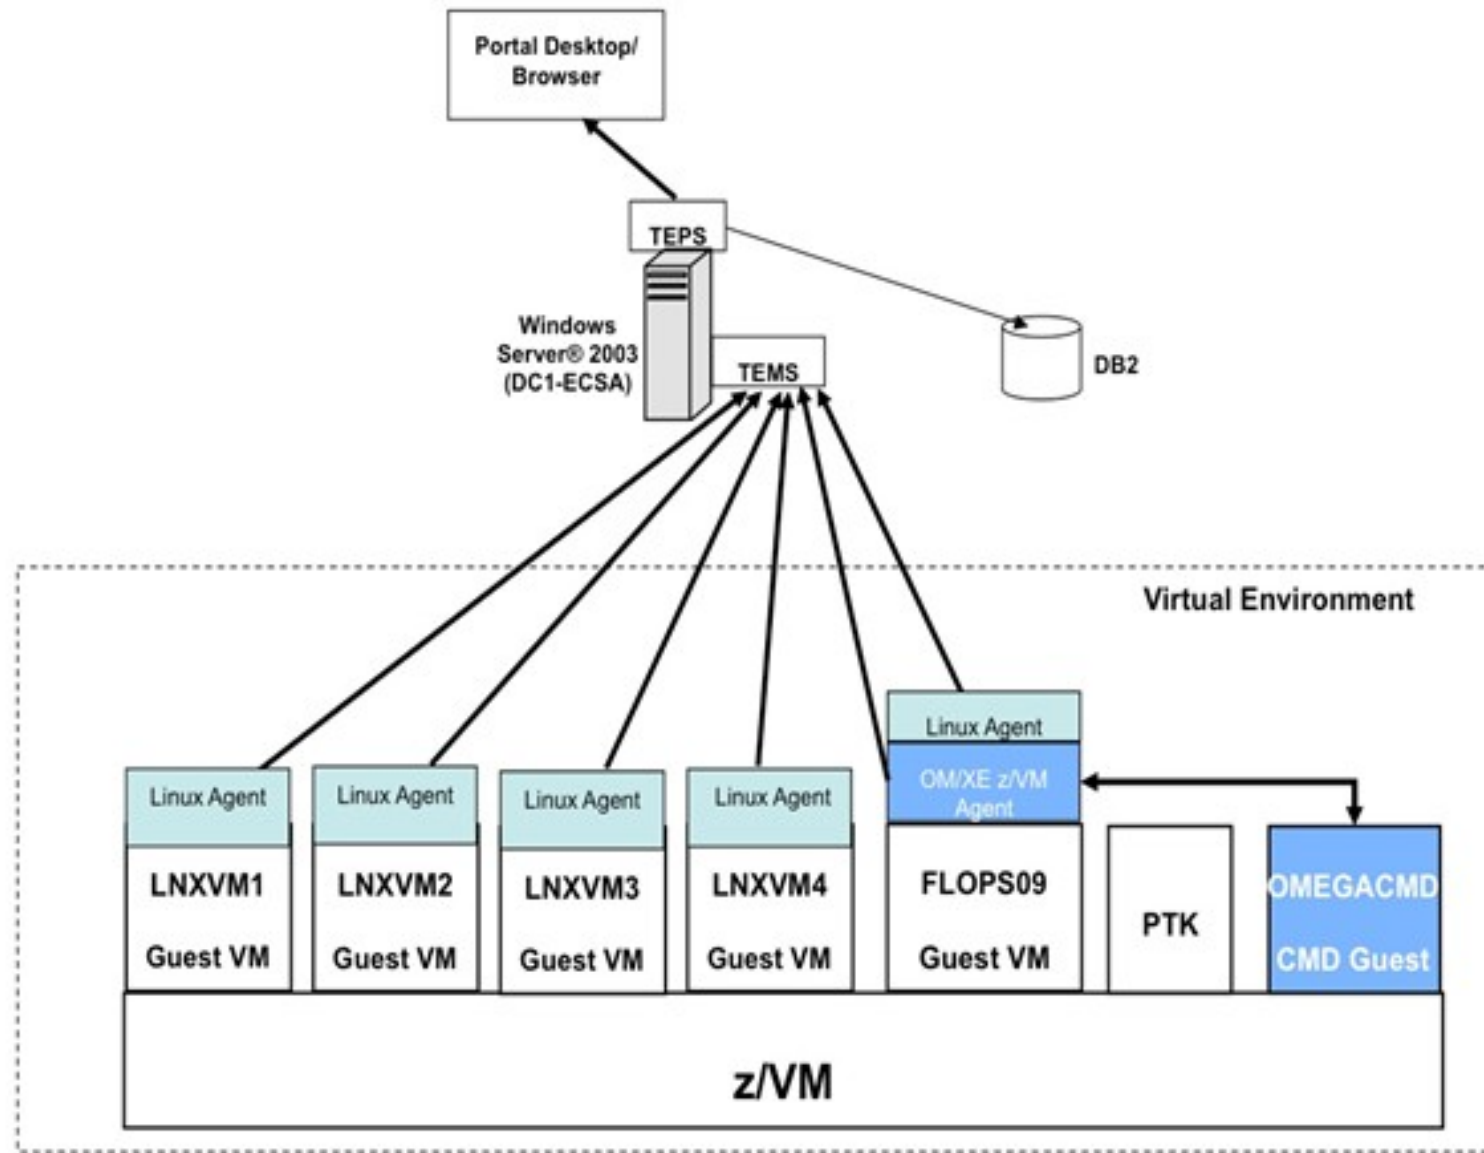 Portal Desktop/
Browser
TEPS
Windows
Server® 2003
(DC1-ECSA)
TEMS
DB2
Virtual Environment
Linux Agent
Linux Agent
Linux Agent
Linux Agent
Linux Agent
OM/XE z/VM
Agent
LNXVM1
Guest VM
LNXVM2
Guest VM
LNXVM3
Guest VM
LNXVM4
Guest VM
FLOPS09
Guest VM
PTK
OMEGACMD
CMD Guest
z/VM